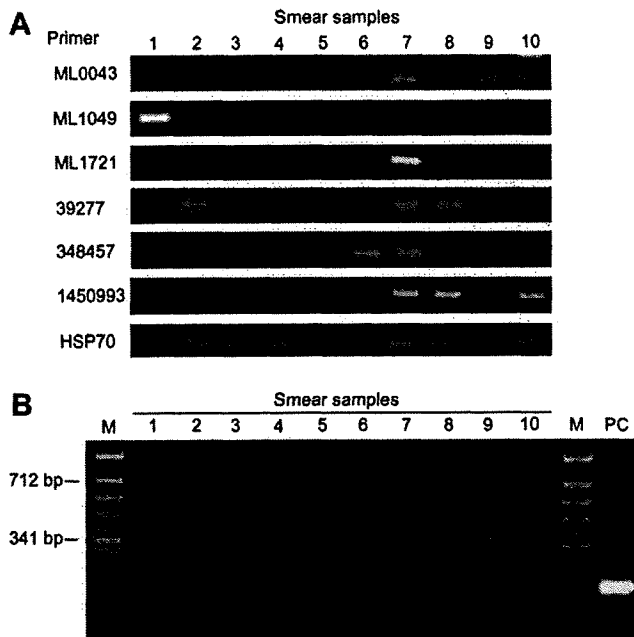 A
Smear samples
Primer 1 2 3 4 5 6 7 8 9 10
ML0043
ML1049
ML1721
39277
348457
1450993
HSP70
B
Smear samples
M 1 2 3 4 5 6 7 8 9 10 M PC
712 bp
341 bp